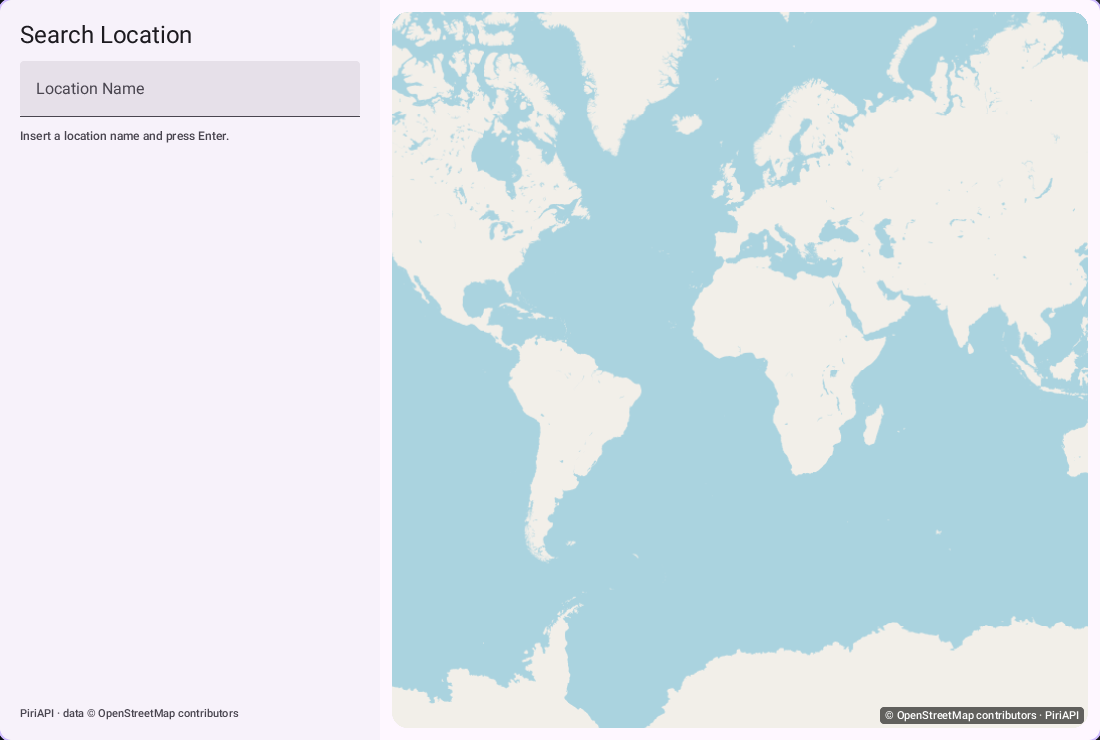 Search Location
Location Name
Insert a location name and press Enter.
PiriAPI · data © OpenStreetMap contributors
© OpenStreetMap contributors · PiriAPI